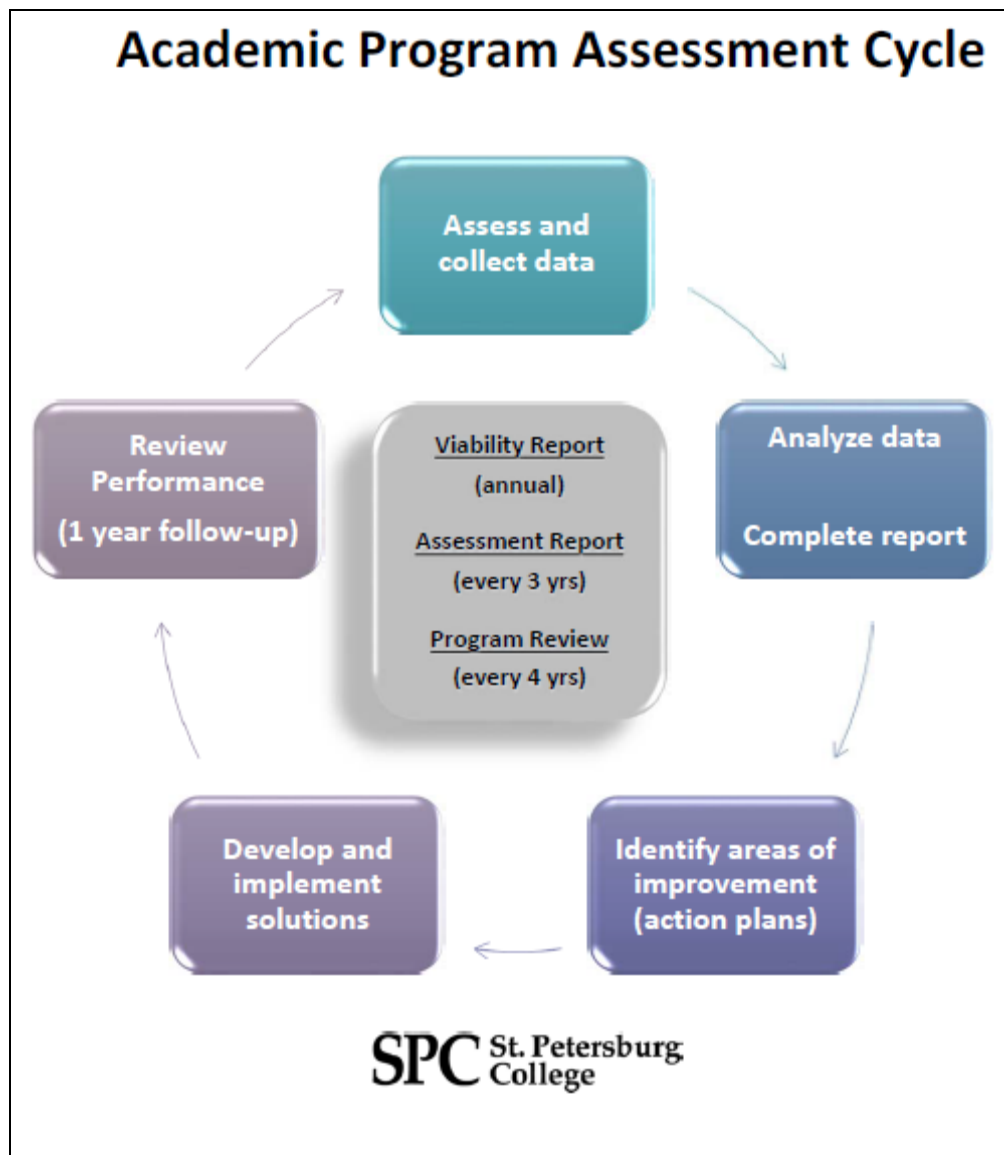 Academic Program Assessment Cycle
Assess and
collect data
Analyze data
Complete report
Identify areas of
improvement
(action plans)
Develop and
implement
solutions
Review
Performance
(1 year follow-up)
Viability Report
(annual)
Assessment Report
(every 3 yrs)
Program Review
(every 4 yrs)
SPC St. Petersburg
College